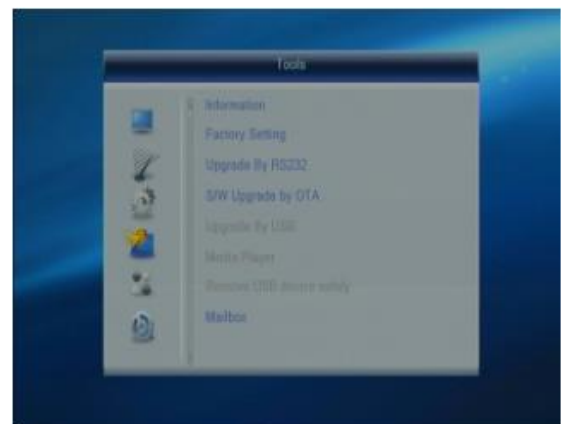 Tools
Information
Factory Setting
Upgrade By RS232
S/W Upgrade by OTA
Upgrade By USB
Media Player
Remove USB device safely
Mailbox